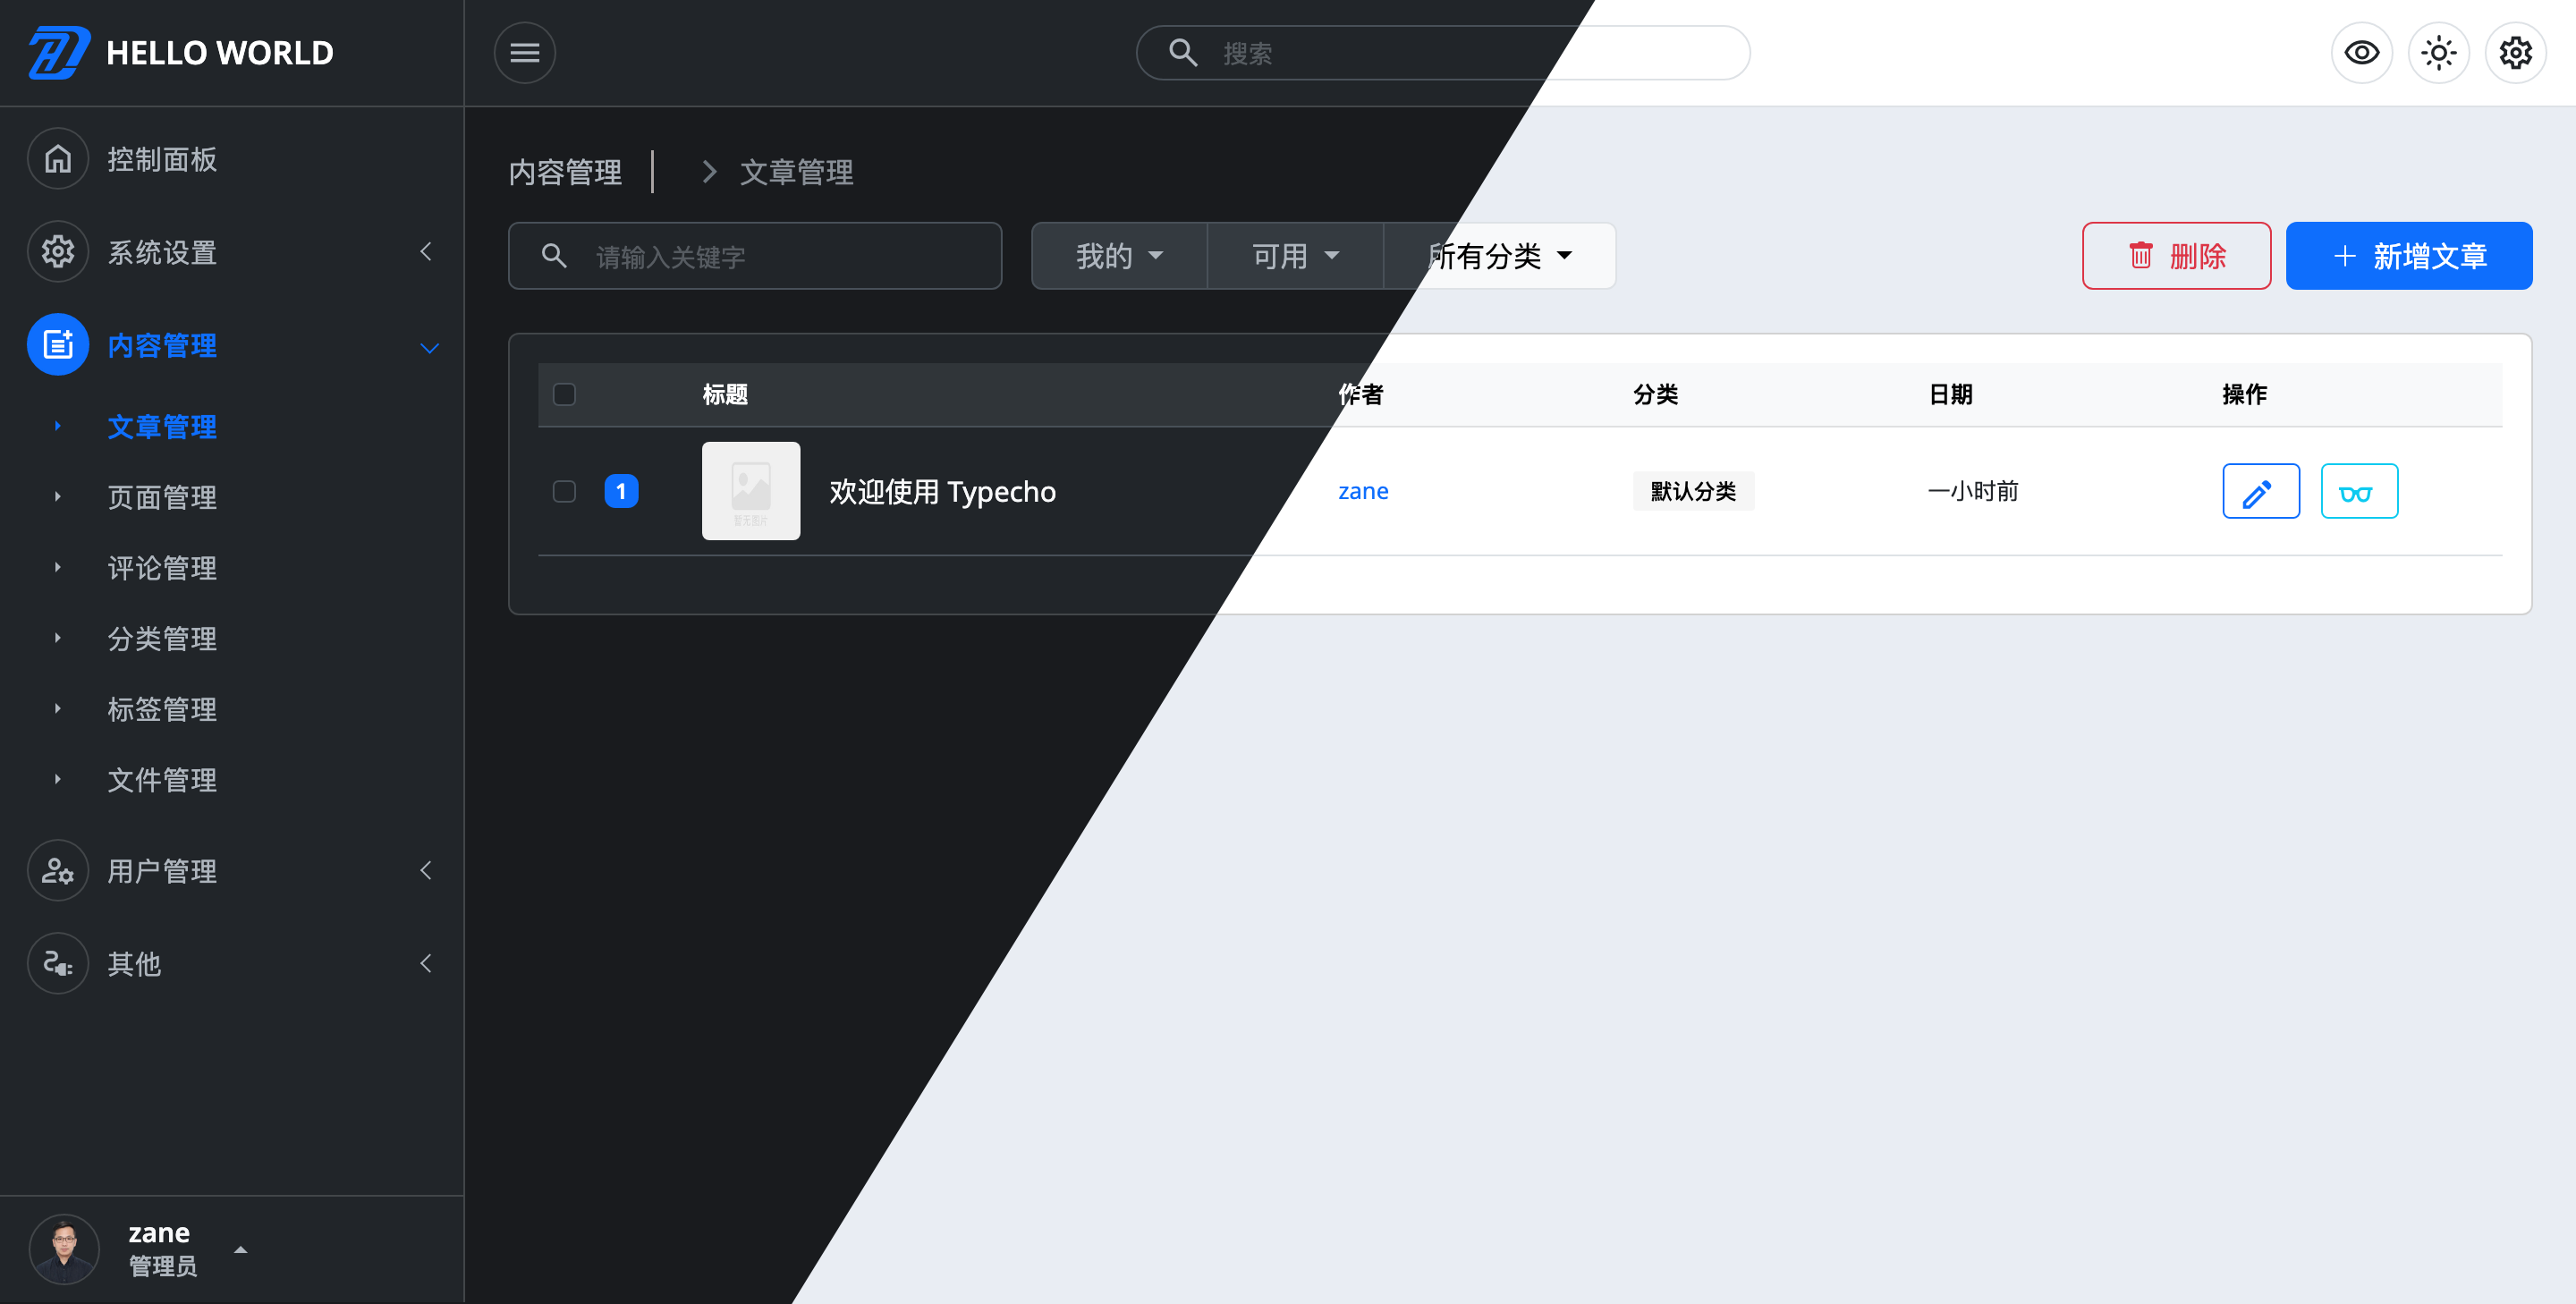 HELLO WORLD
搜索
控制面板
系统设置
内容管理
文章管理
页面管理
评论管理
分类管理
标签管理
文件管理
用户管理
其他
zane
管理员
内容管理 文章管理
请输入关键字
我的 可用 所有分类
删除 新增文章
标题 作者 分类 日期 操作
1 暂无图片 欢迎使用 Typecho zane 默认分类 一小时前